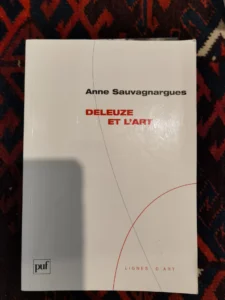 Anne Sauvagnargues
DELEUZE
ET L'ART
puf
LIGNES D'ART